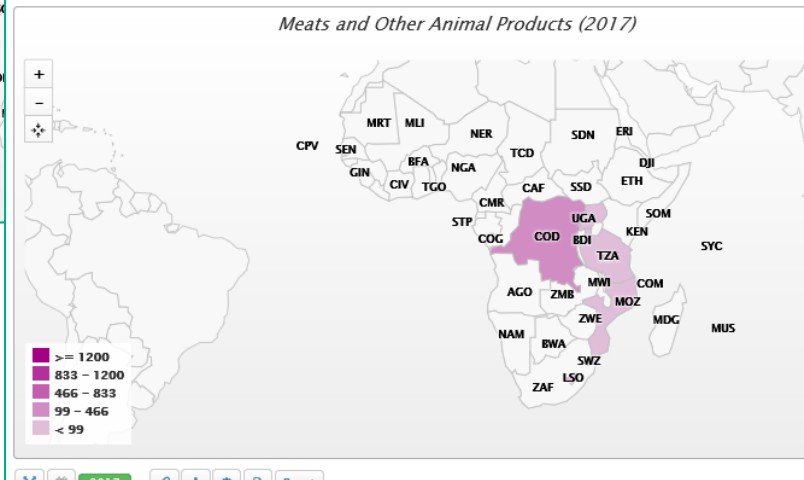 Meats and Other Animal Products (2017)
+
−
MRT MLI
NER
SDN ERI
CPV SEN
TCD
BFA NGA
DJI
GIN
CIV TGO
CAF SSD ETH
CMR
STP
UGA SOM
COG COD BDI KEN
SYC
TZA
AGO ZMB MWI COM
MOZ
ZWE MDG
NAM BWA
MUS
SWZ
ZAF LSO
>= 1200
833 – 1200
466 – 833
99 – 466
< 99